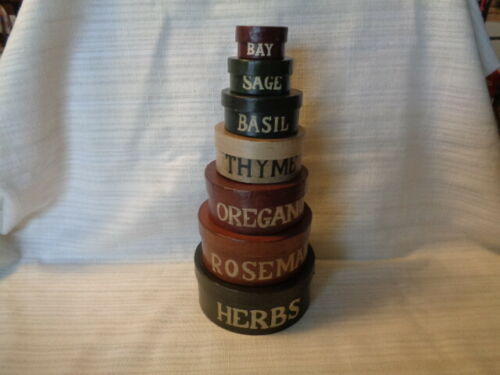 BAY
SAGE
BASIL
THYME
OREGAN
ROSEMA
HERBS